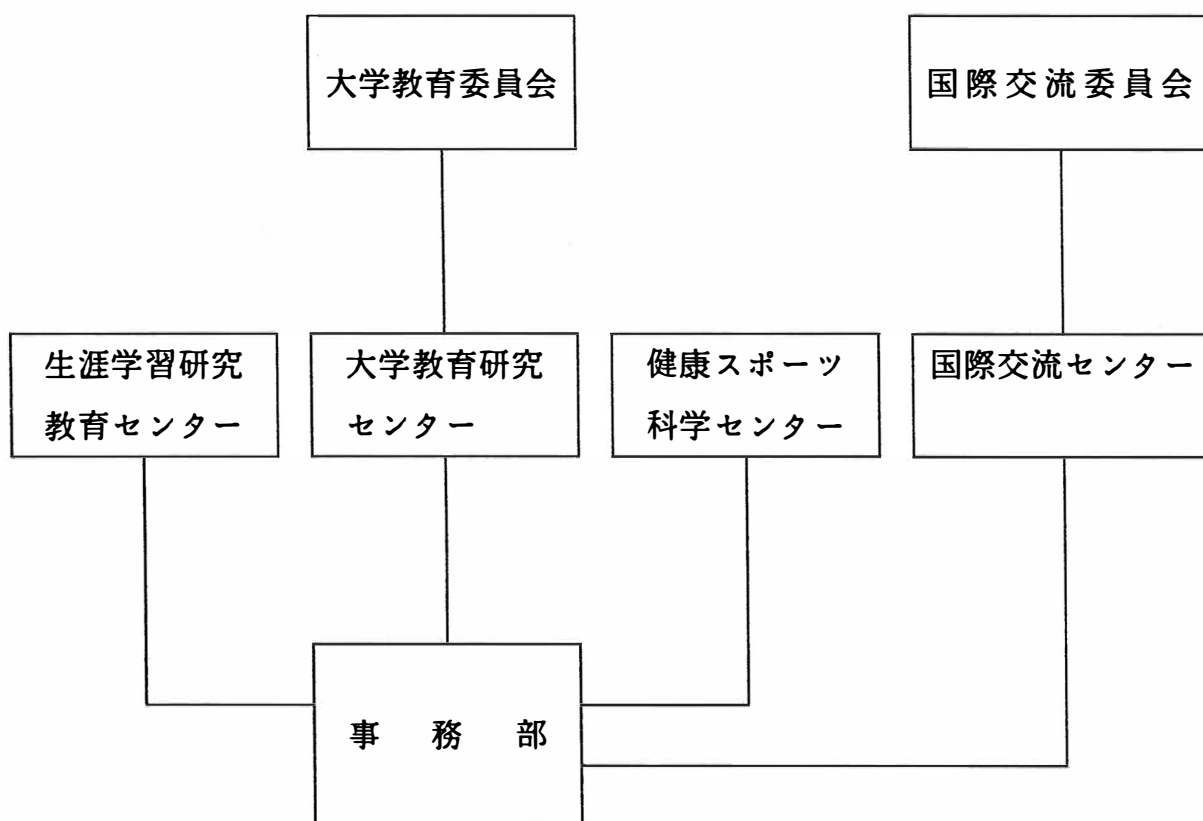 大学教育委員会
国際交流委員会
生涯学習研究
教育センター
大学教育研究
センター
健康スポーツ
科学センター
国際交流センター
事務部